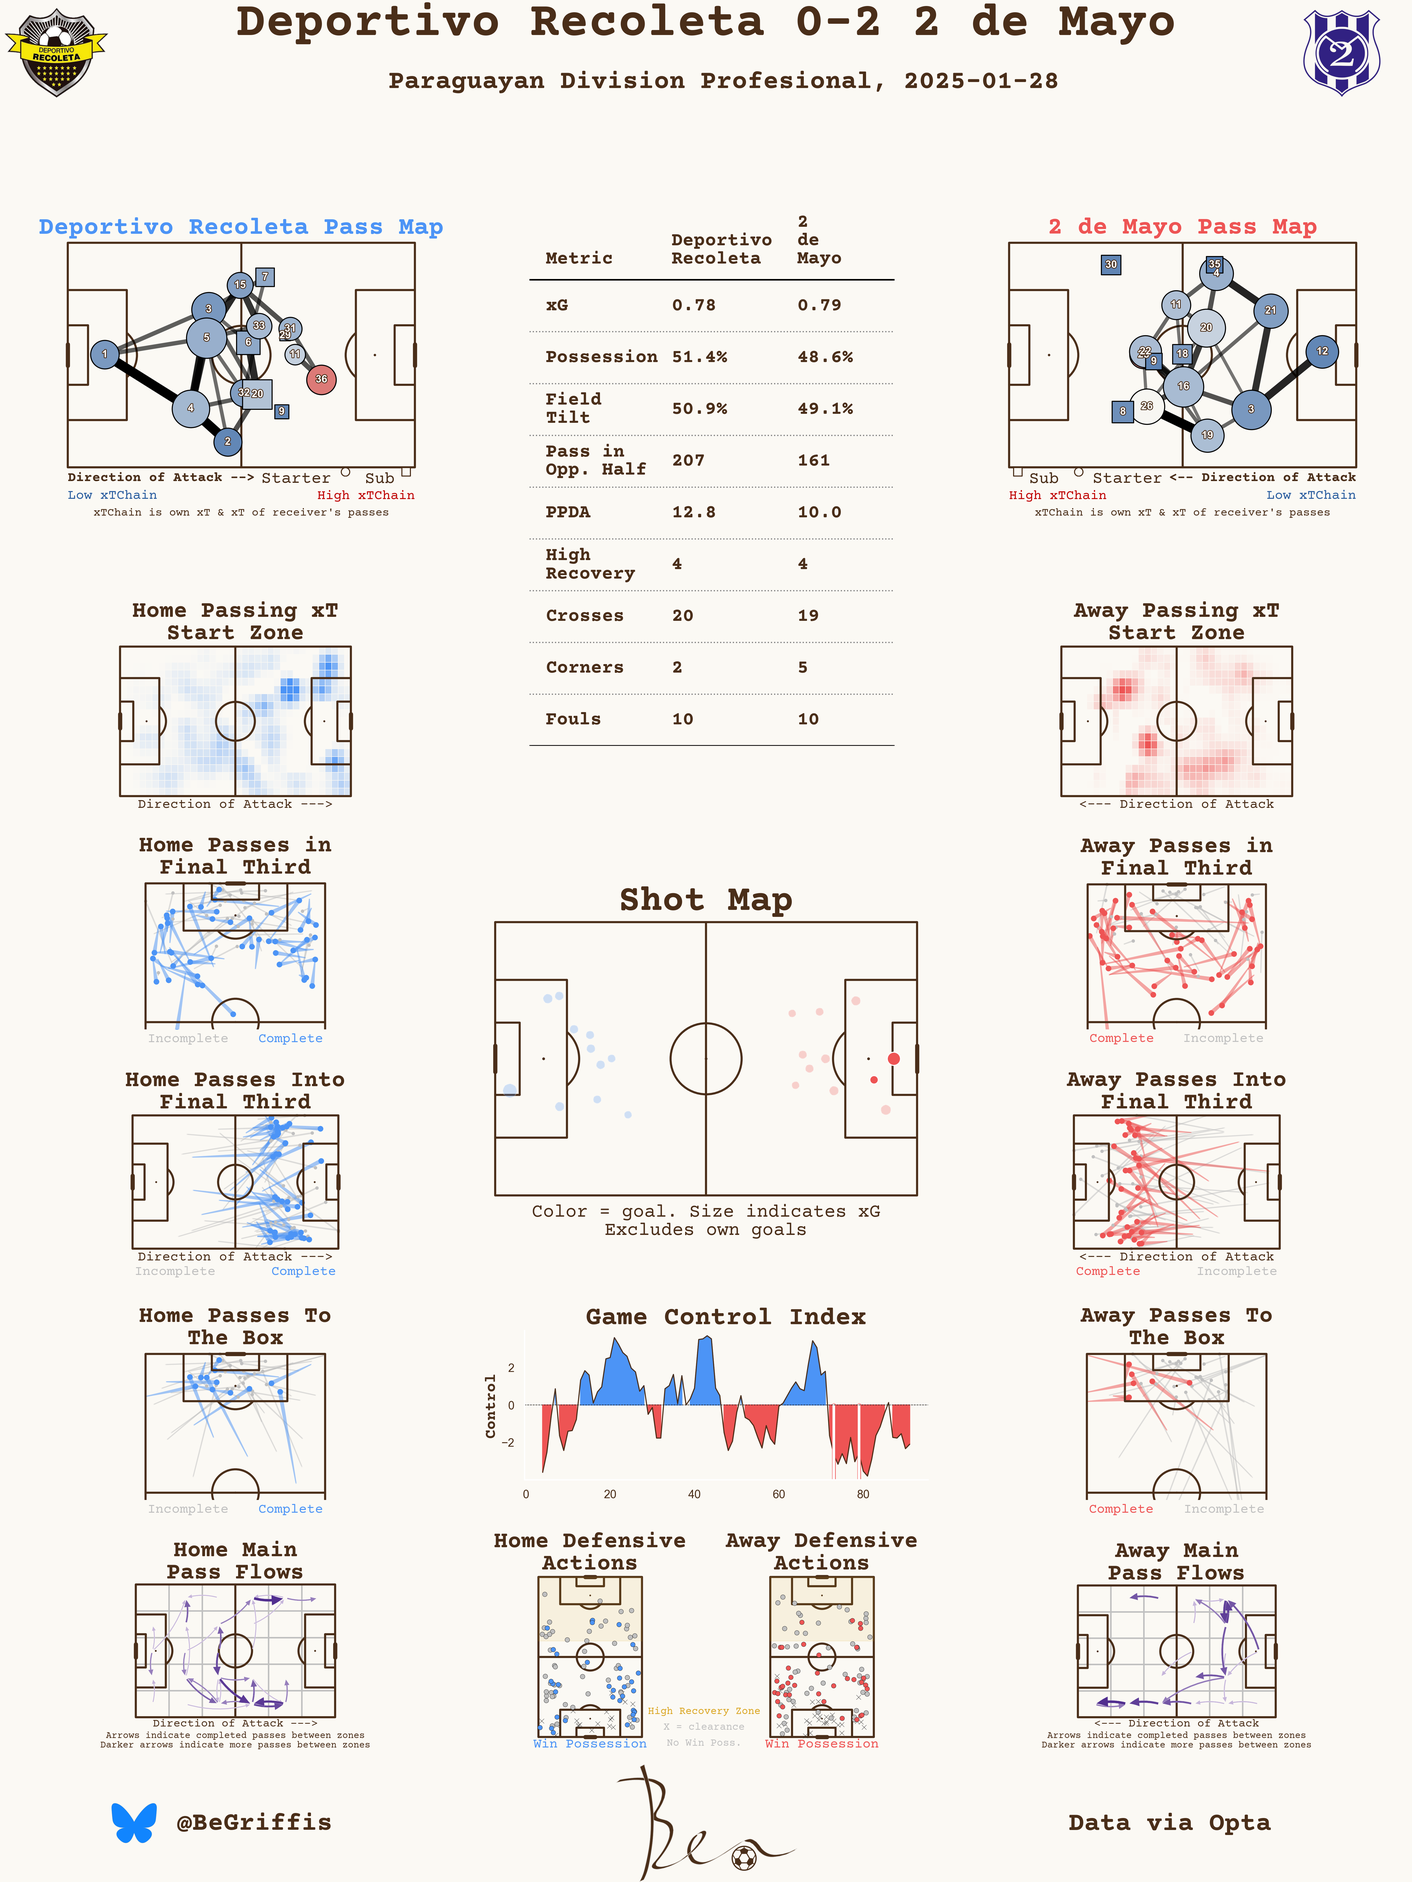 Deportivo Recoleta 0-2 2 de Mayo
Paraguayan Division Profesional, 2025-01-28
DEPORTIVO
RECOLETA
2
Deportivo Recoleta Pass Map
1
3
5
4
2
15
7
33
6
32
20
31
29
11
36
9
Direction of Attack --> Starter Sub
Low xTChain High xTChain
xTChain is own xT & xT of receiver's passes
Metric Deportivo Recoleta 2 de Mayo
xG 0.78 0.79
Possession 51.4% 48.6%
Field Tilt 50.9% 49.1%
Pass in Opp. Half 207 161
PPDA 12.8 10.0
High Recovery 4 4
Crosses 20 19
Corners 2 5
Fouls 10 10
2 de Mayo Pass Map
30
35
4
11
21
20
22
18
9
12
16
8
26
3
19
Sub Starter <-- Direction of Attack
High xTChain Low xTChain
xTChain is own xT & xT of receiver's passes
Home Passing xT
Start Zone
Direction of Attack --->
Away Passing xT
Start Zone
<--- Direction of Attack
Home Passes in
Final Third
Incomplete Complete
Away Passes in
Final Third
Complete Incomplete
Shot Map
Color = goal. Size indicates xG
Excludes own goals
Home Passes Into
Final Third
Direction of Attack --->
Incomplete Complete
Away Passes Into
Final Third
<--- Direction of Attack
Complete Incomplete
Home Passes To
The Box
Incomplete Complete
Game Control Index
Control
2
0
−2
0 20 40 60 80
Away Passes To
The Box
Complete Incomplete
Home Main
Pass Flows
Direction of Attack --->
Arrows indicate completed passes between zones
Darker arrows indicate more passes between zones
Home Defensive
Actions
Win Possession
High Recovery Zone
X = clearance
No Win Poss.
Away Defensive
Actions
Win Possession
Away Main
Pass Flows
<--- Direction of Attack
Arrows indicate completed passes between zones
Darker arrows indicate more passes between zones
@BeGriffis
Ben
Data via Opta